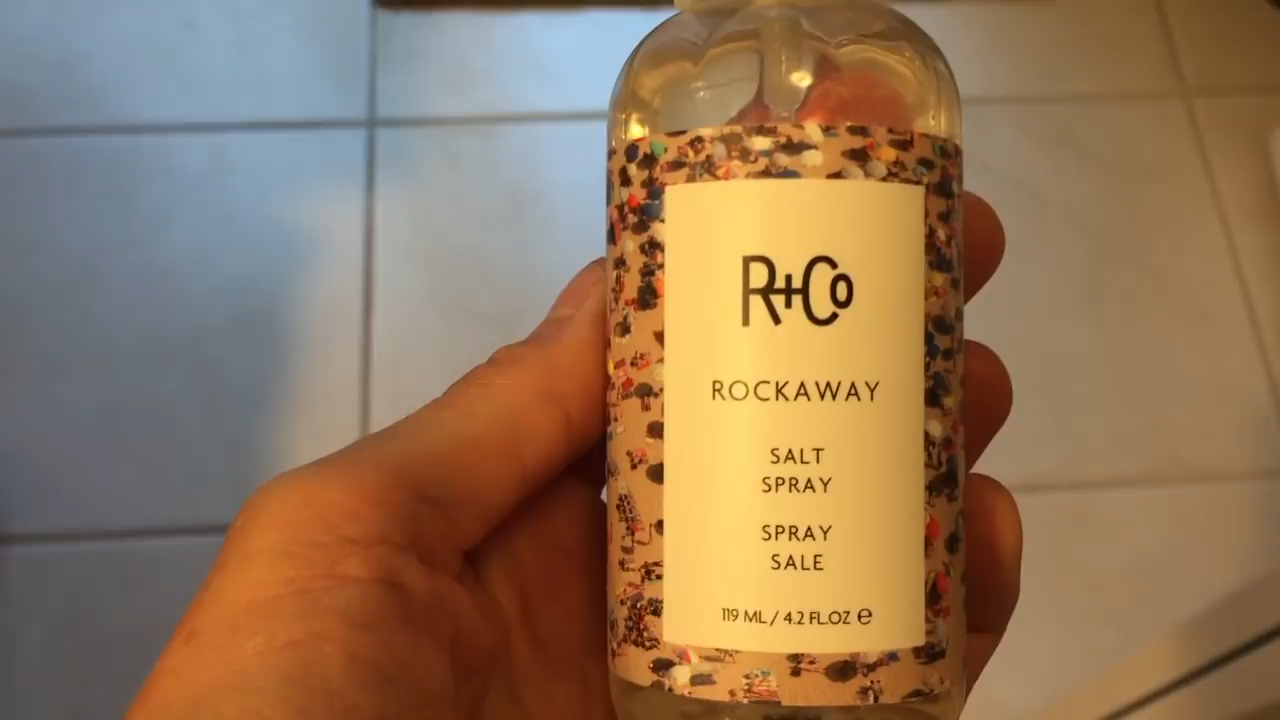 R+Co
ROCKAWAY
SALT
SPRAY
SPRAY
SALE
119 ML / 4.2 FL.OZ ℮